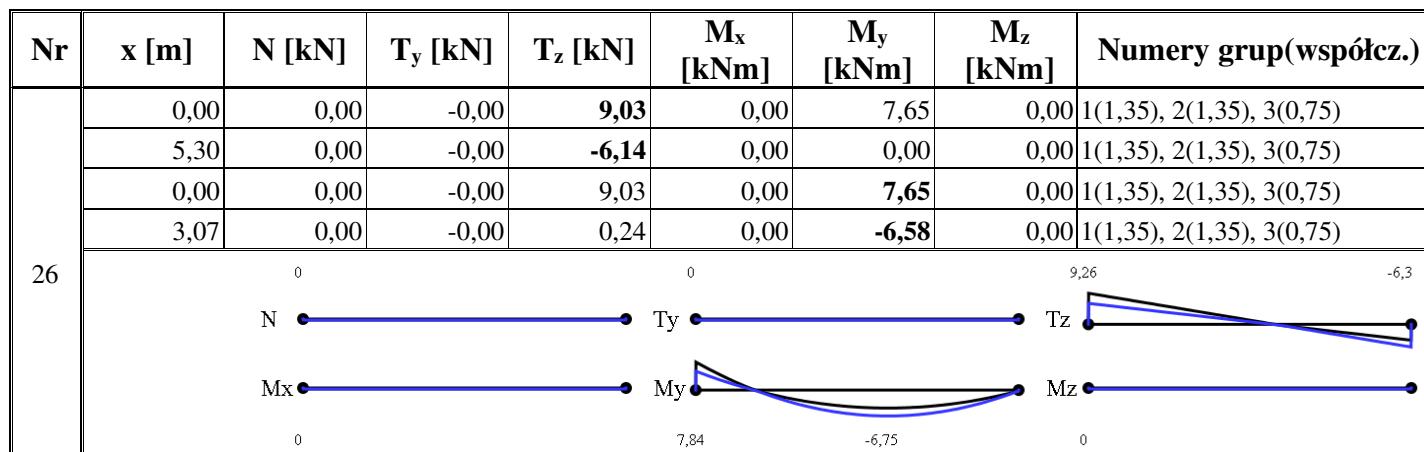 Nr x [m] N [kN] Ty [kN] Tz [kN] Mx [kNm] My [kNm] Mz [kNm] Numery grup(współcz.)
0,00 0,00 -0,00 9,03 0,00 7,65 0,00 1(1,35), 2(1,35), 3(0,75)
5,30 0,00 -0,00 -6,14 0,00 0,00 0,00 1(1,35), 2(1,35), 3(0,75)
0,00 0,00 -0,00 9,03 0,00 7,65 0,00 1(1,35), 2(1,35), 3(0,75)
3,07 0,00 -0,00 0,24 0,00 -6,58 0,00 1(1,35), 2(1,35), 3(0,75)
26
0 0 9,26 -6,3
N Ty Tz
Mx My Mz
0 7,84 -6,75 0